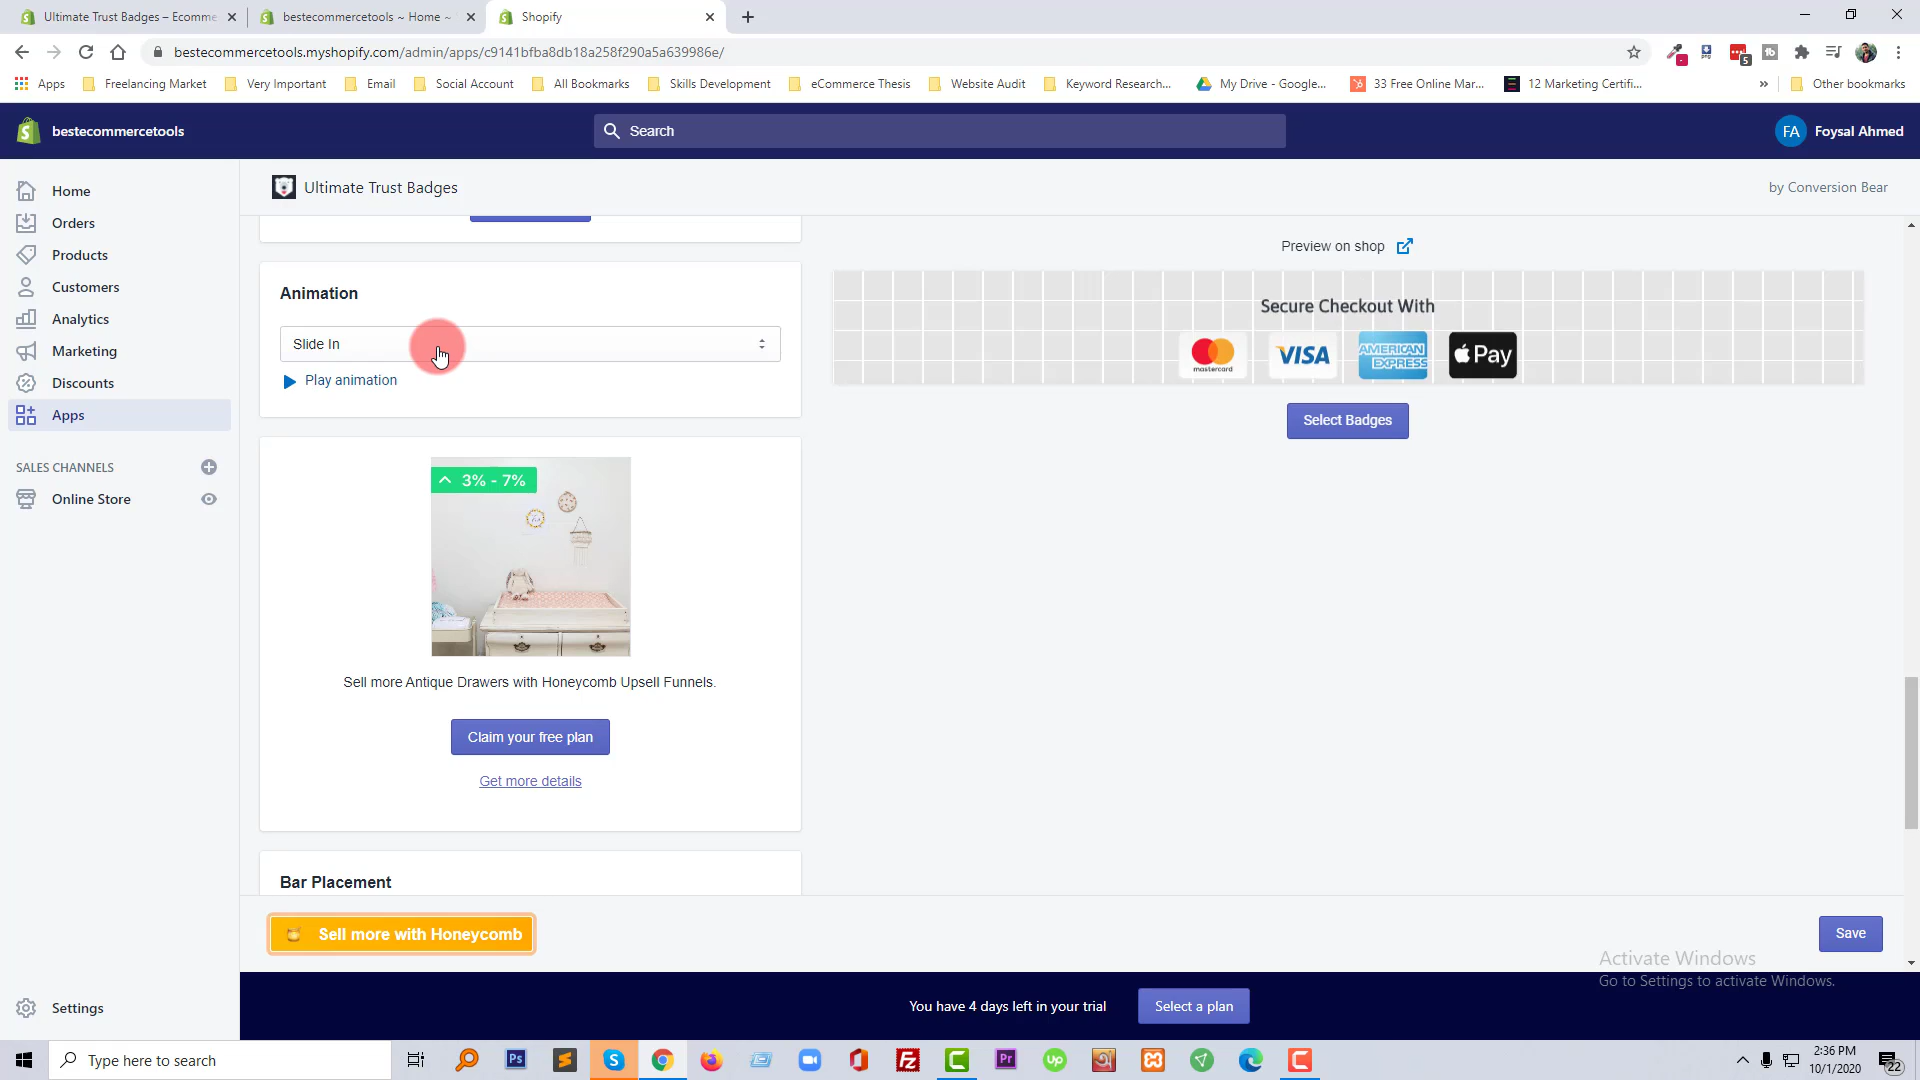 Ultimate Trust Badges – Ecomme
bestecommercetools ~ Home ~
Shopify
bestecommercetools.myshopify.com/admin/apps/c9141bfba8db18a258f290a5a639986e/
Apps
Freelancing Market
Very Important
Email
Social Account
All Bookmarks
Skills Development
eCommerce Thesis
Website Audit
Keyword Research...
My Drive - Google...
33 Free Online Mar...
12 Marketing Certifi...
Other bookmarks
bestecommercetools
Search
FA Foysal Ahmed
Home
Orders
Products
Customers
Analytics
Marketing
Discounts
Apps
SALES CHANNELS
Online Store
Settings
Ultimate Trust Badges
by Conversion Bear
Animation
Slide In
Play animation
3% - 7%
Sell more Antique Drawers with Honeycomb Upsell Funnels.
Claim your free plan
Get more details
Bar Placement
Preview on shop
Secure Checkout With
mastercard
VISA
AMERICAN EXPRESS
Pay
Select Badges
Sell more with Honeycomb
Save
Activate Windows
Go to Settings to activate Windows.
You have 4 days left in your trial
Select a plan
Type here to search
2:36 PM
10/1/2020
22